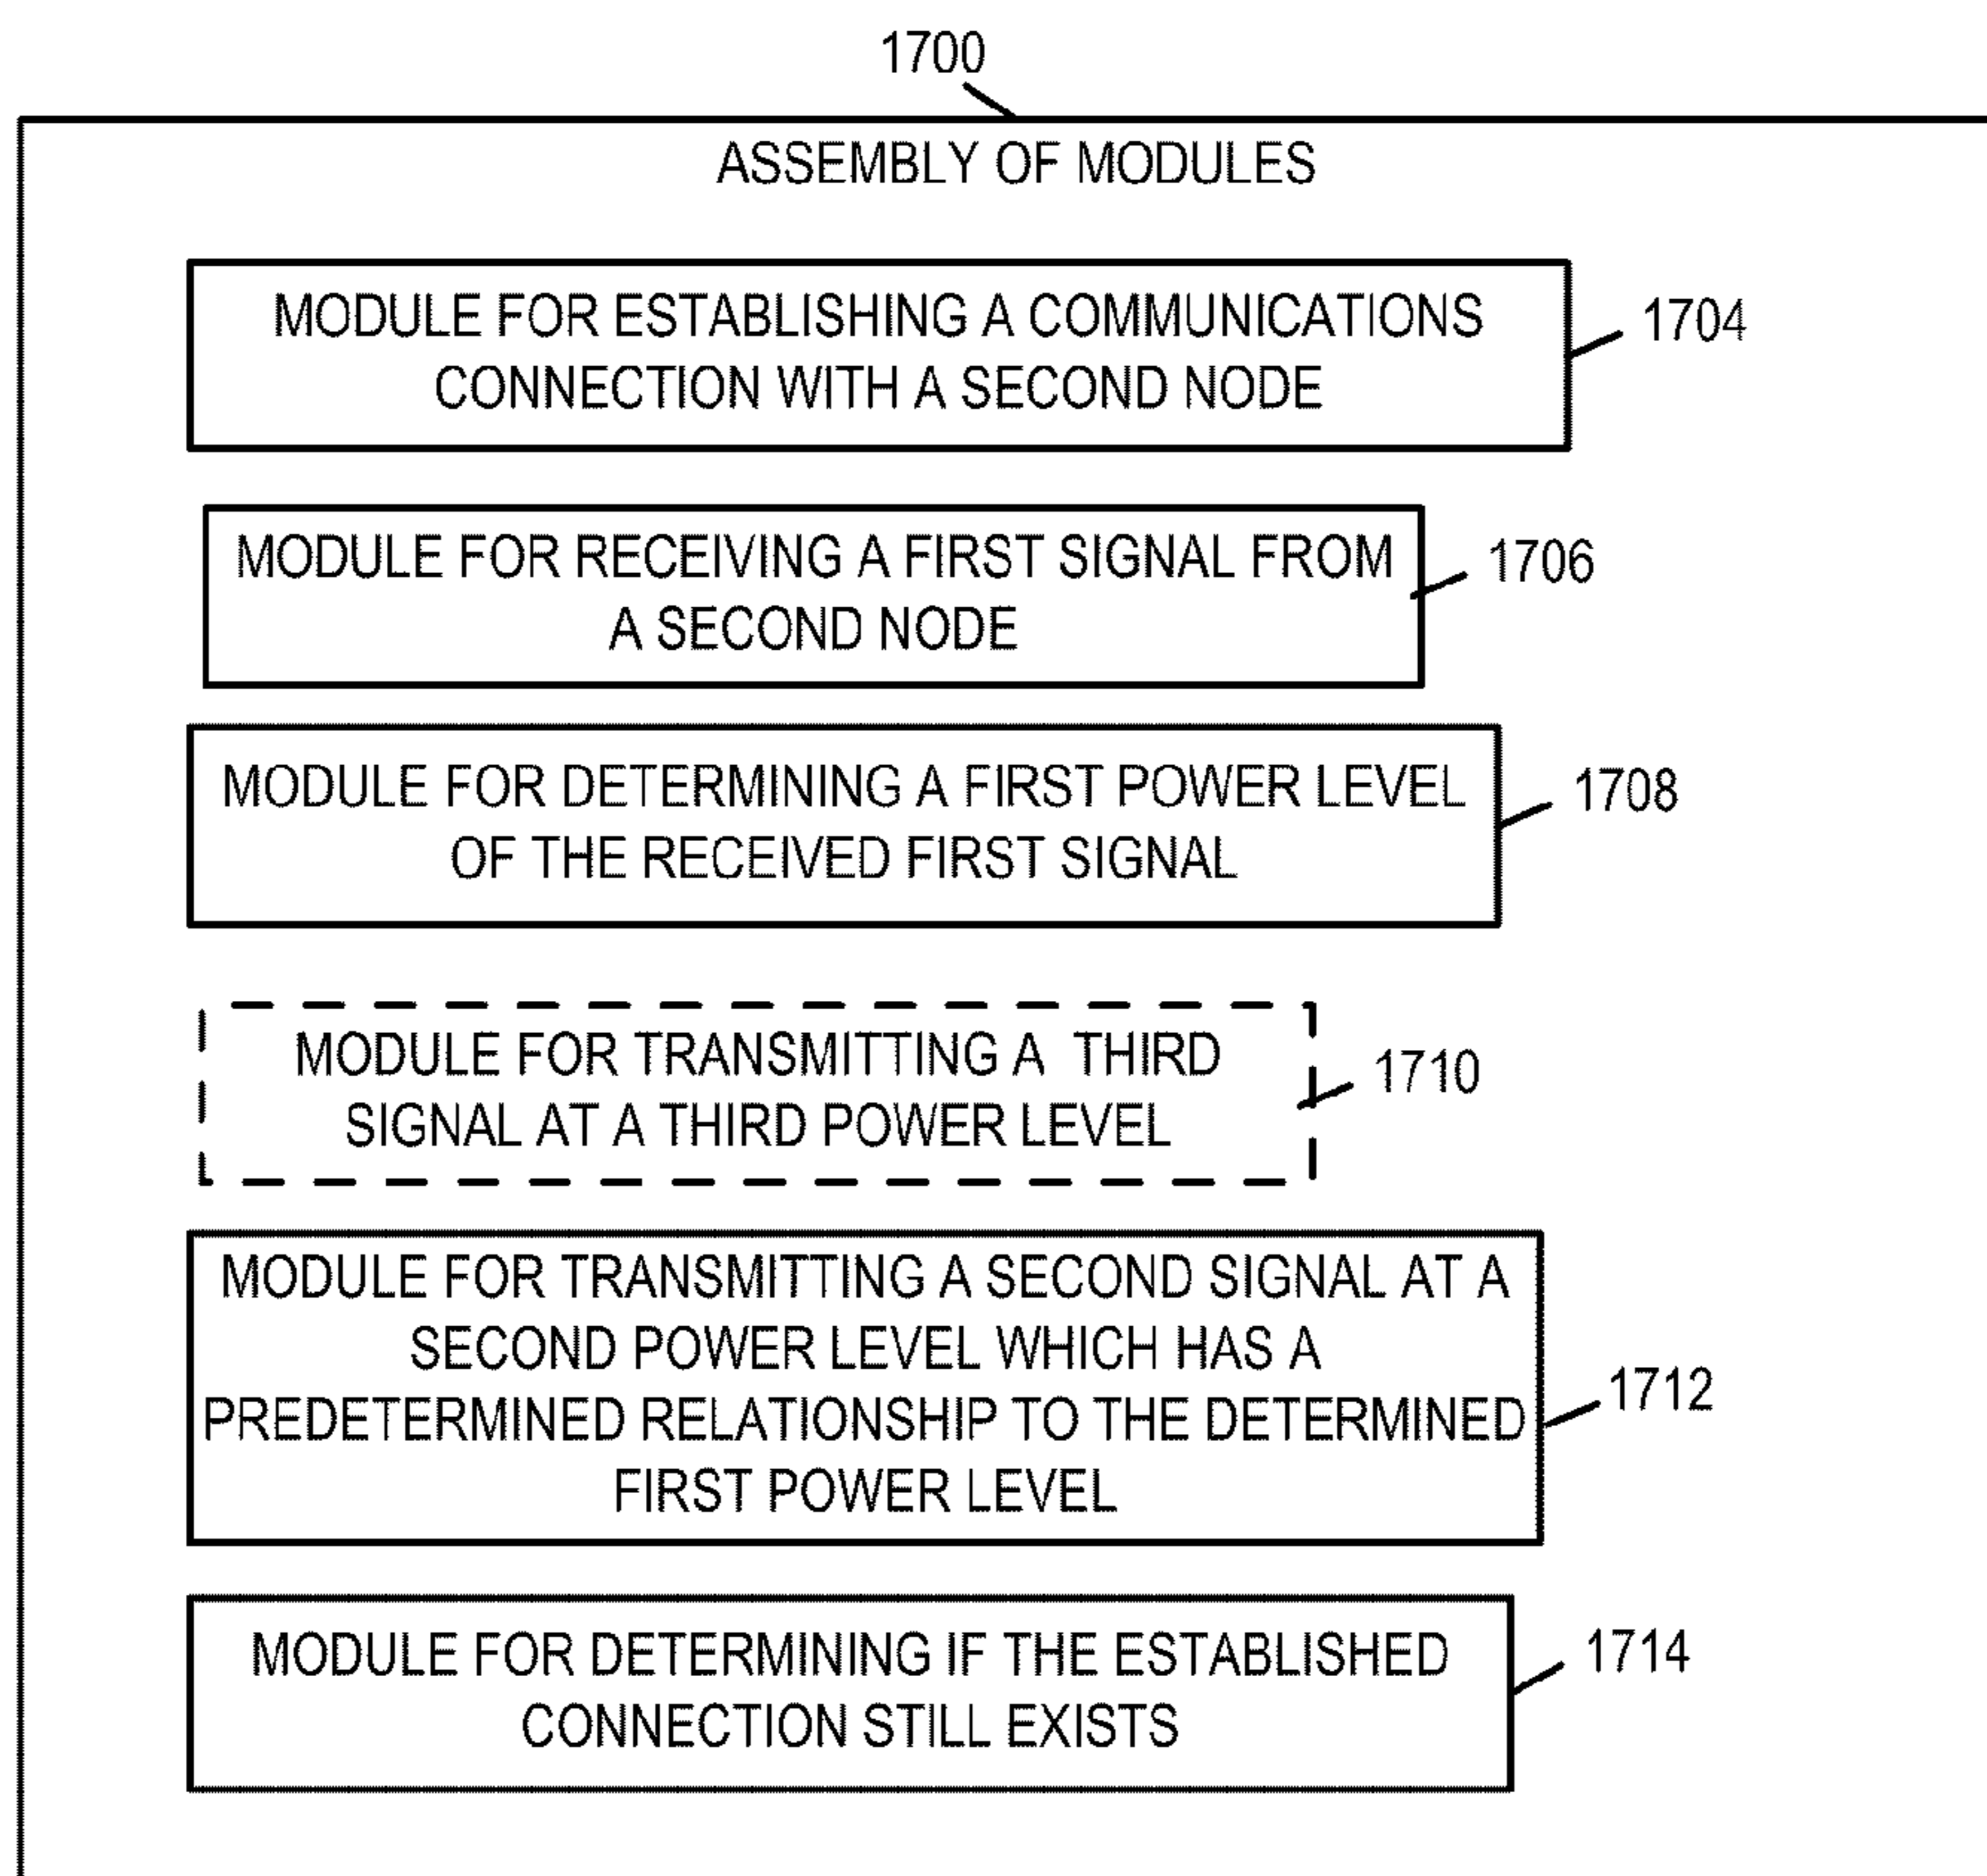 1700
ASSEMBLY OF MODULES
MODULE FOR ESTABLISHING A COMMUNICATIONS
CONNECTION WITH A SECOND NODE
1704
MODULE FOR RECEIVING A FIRST SIGNAL FROM
A SECOND NODE
1706
MODULE FOR DETERMINING A FIRST POWER LEVEL
OF THE RECEIVED FIRST SIGNAL
1708
MODULE FOR TRANSMITTING A THIRD
SIGNAL AT A THIRD POWER LEVEL
1710
MODULE FOR TRANSMITTING A SECOND SIGNAL AT A
SECOND POWER LEVEL WHICH HAS A
PREDETERMINED RELATIONSHIP TO THE DETERMINED
FIRST POWER LEVEL
1712
MODULE FOR DETERMINING IF THE ESTABLISHED
CONNECTION STILL EXISTS
1714